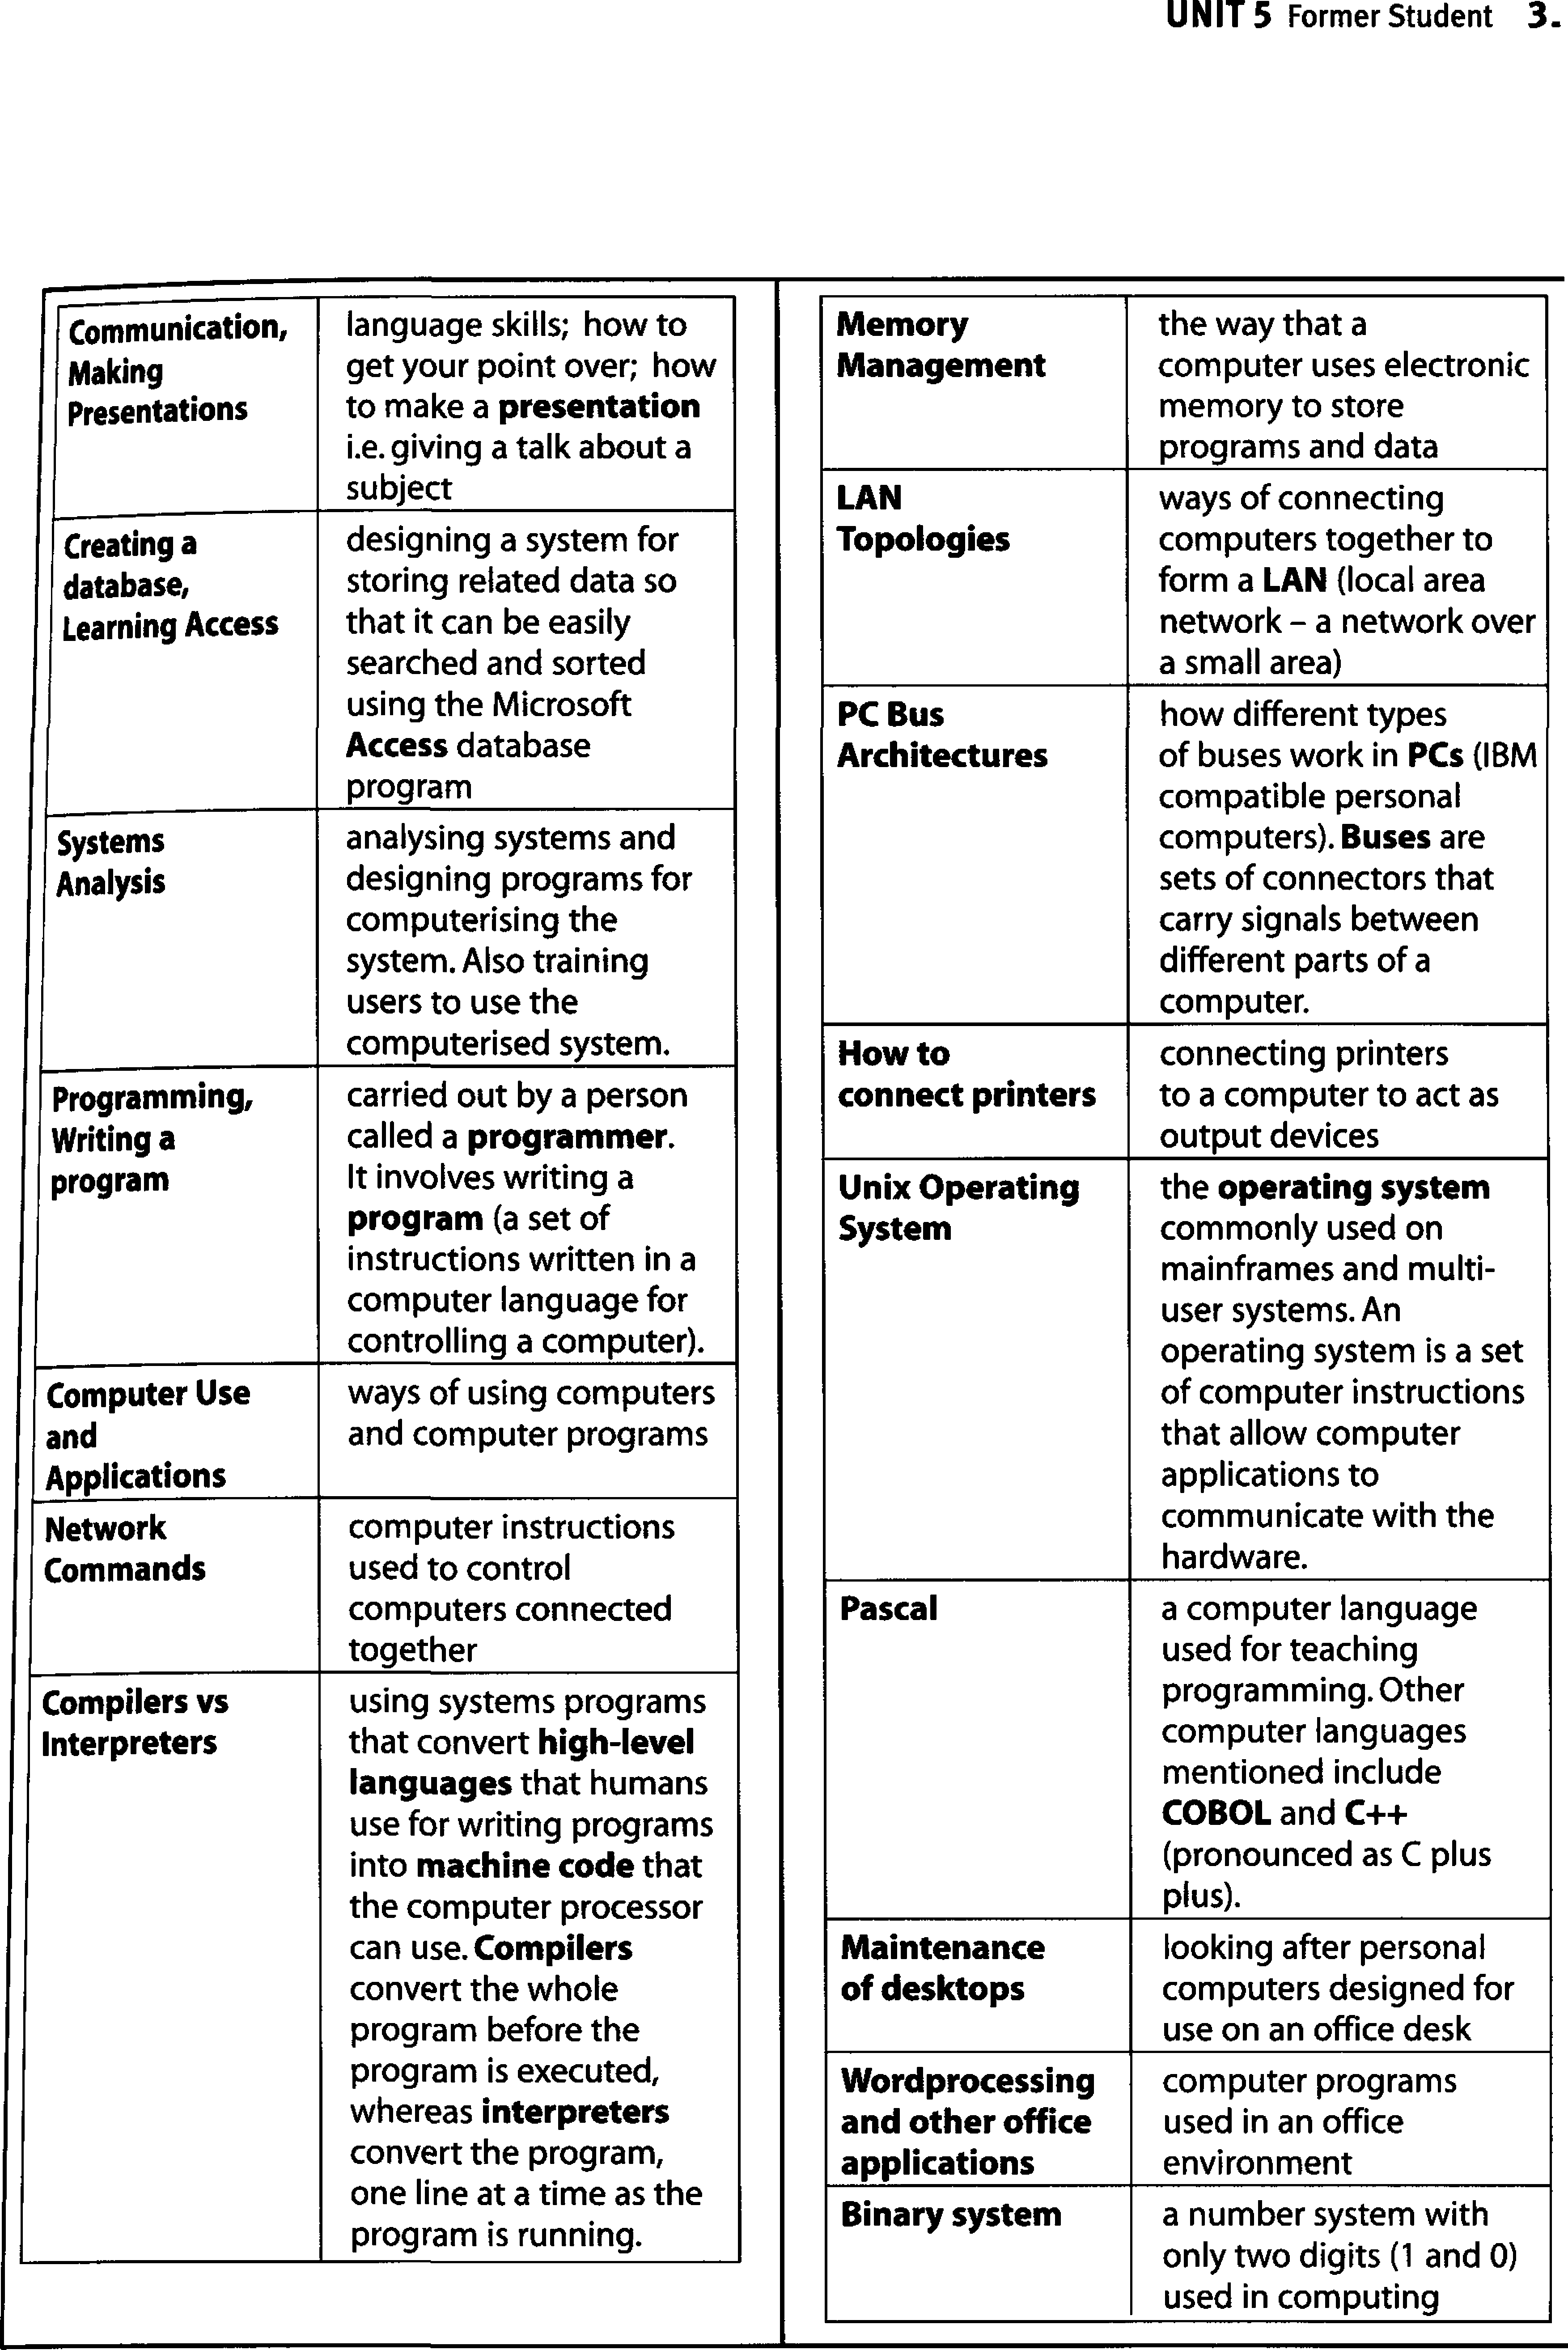 UNIT 5 Former Student 3.
Communication,
Making
Presentations
language skills; how to
get your point over; how
to make a presentation
i.e. giving a talk about a
subject
Creating a
database,
Learning Access
designing a system for
storing related data so
that it can be easily
searched and sorted
using the Microsoft
Access database
program
Systems
Analysis
analysing systems and
designing programs for
computerising the
system. Also training
users to use the
computerised system.
Programming,
Writing a
program
carried out by a person
called a programmer.
It involves writing a
program (a set of
instructions written in a
computer language for
controlling a computer).
Computer Use
and
Applications
ways of using computers
and computer programs
Network
Commands
computer instructions
used to control
computers connected
together
Compilers vs
Interpreters
using systems programs
that convert high-level
languages that humans
use for writing programs
into machine code that
the computer processor
can use. Compilers
convert the whole
program before the
program is executed,
whereas interpreters
convert the program,
one line at a time as the
program is running.
Memory
Management
the way that a
computer uses electronic
memory to store
programs and data
LAN
Topologies
ways of connecting
computers together to
form a LAN (local area
network – a network over
a small area)
PC Bus
Architectures
how different types
of buses work in PCs (IBM
compatible personal
computers). Buses are
sets of connectors that
carry signals between
different parts of a
computer.
How to
connect printers
connecting printers
to a computer to act as
output devices
Unix Operating
System
the operating system
commonly used on
mainframes and multi-
user systems. An
operating system is a set
of computer instructions
that allow computer
applications to
communicate with the
hardware.
Pascal
a computer language
used for teaching
programming. Other
computer languages
mentioned include
COBOL and C++
(pronounced as C plus
plus).
Maintenance
of desktops
looking after personal
computers designed for
use on an office desk
Wordprocessing
and other office
applications
computer programs
used in an office
environment
Binary system
a number system with
only two digits (1 and 0)
used in computing